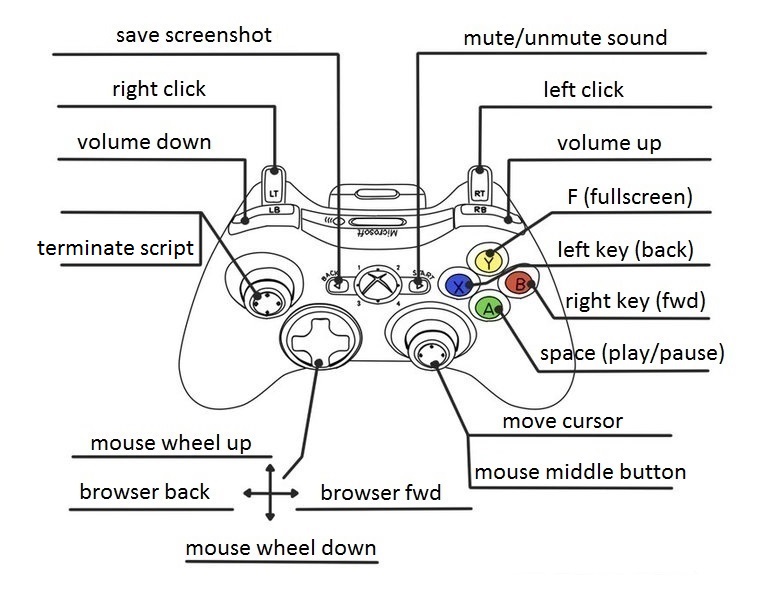 save screenshot
mute/unmute sound
right click
left click
volume down
volume up
LT
RT
F (fullscreen)
LB
RB
Microsoft
terminate script
left key (back)
Y
BACK
1
2
START
X
B
right key (fwd)
3
4
A
space (play/pause)
move cursor
mouse wheel up
mouse middle button
browser back
browser fwd
mouse wheel down